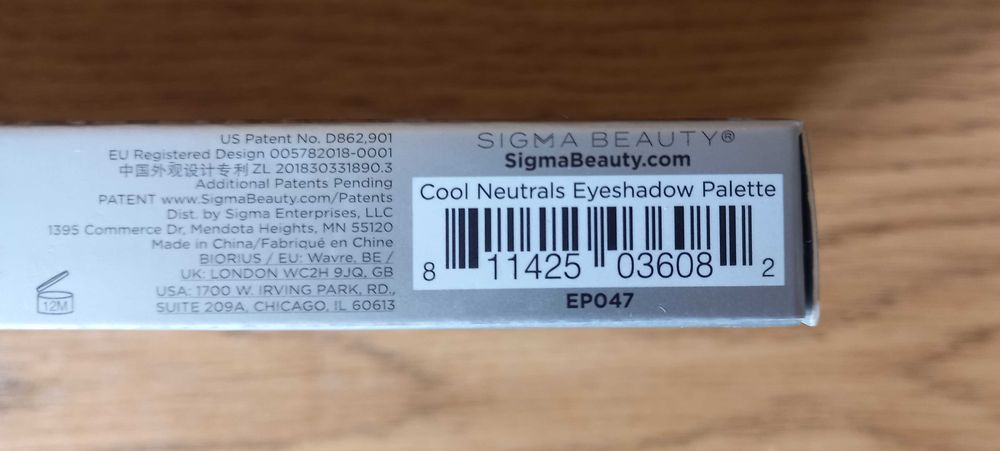 US Patent No. D862,901
EU Registered Design 005782018-0001
中国外观设计专利 ZL 201830331890.3
Additional Patents Pending
PATENT www.SigmaBeauty.com/Patents
Dist. by Sigma Enterprises, LLC
1395 Commerce Dr, Mendota Heights, MN 55120
Made in China/Fabriqué en Chine
BIORIUS / EU: Wavre, BE /
UK: LONDON WC2H 9JQ, GB
USA: 1700 W. IRVING PARK, RD.,
SUITE 209A, CHICAGO, IL 60613
12M
SIGMA BEAUTY®
SigmaBeauty.com
Cool Neutrals Eyeshadow Palette
8 11425 03608 2
EP047